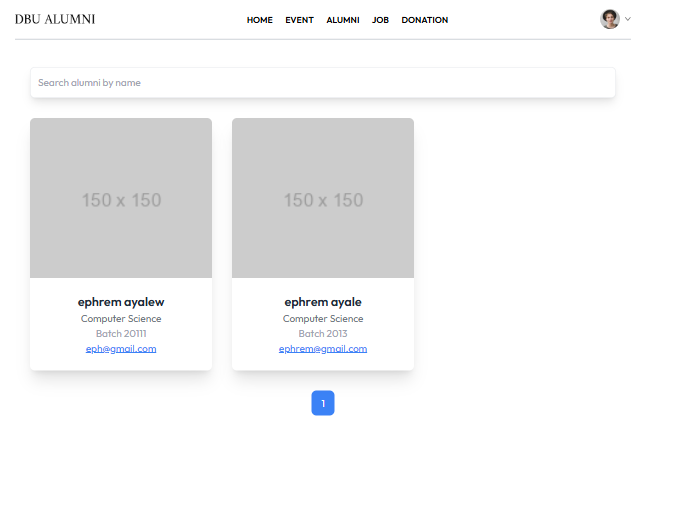 DBU ALUMNI
HOME EVENT ALUMNI JOB DONATION
Search alumni by name
150 x 150
150 x 150
ephrem ayalew
Computer Science
Batch 20111
eph@gmail.com
ephrem ayale
Computer Science
Batch 2013
ephrem@gmail.com
1